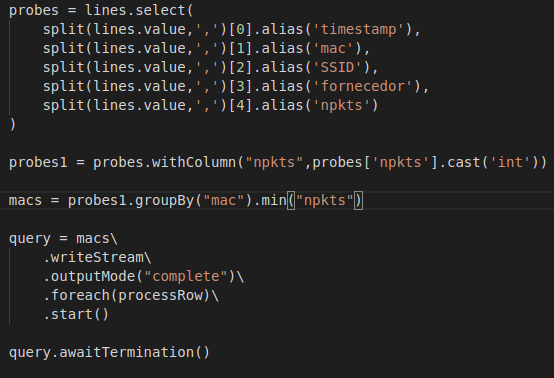 probes = lines.select(
    split(lines.value,',')[0].alias('timestamp'),
    split(lines.value,',')[1].alias('mac'),
    split(lines.value,',')[2].alias('SSID'),
    split(lines.value,',')[3].alias('fornecedor'),
    split(lines.value,',')[4].alias('npkts')
)
probes1 = probes.withColumn("npkts",probes['npkts'].cast('int'))
macs = probes1.groupBy("mac").min("npkts")
query = macs\
    .writeStream\
    .outputMode("complete")\
    .foreach(processRow)\
    .start()
query.awaitTermination()